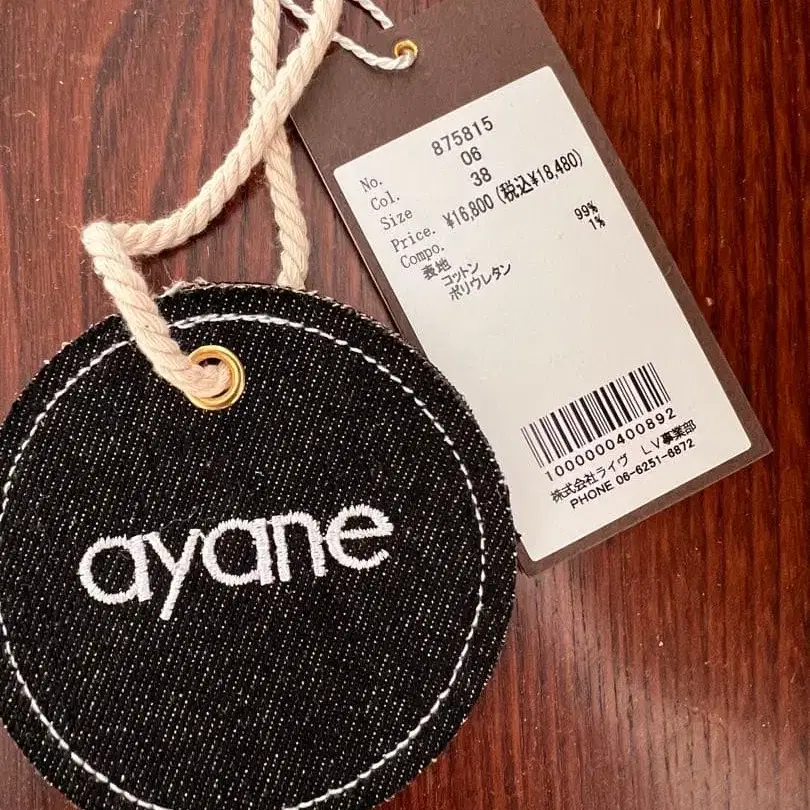 ayane
No. 875815
Col. 06
Size 38
Price. ¥16,800 (税込¥18,480)
Compo.
表地
コットン 99%
ポリウレタン 1%
1000000400892
株式会社ライヴ LV事業部
PHONE 06-6251-6872